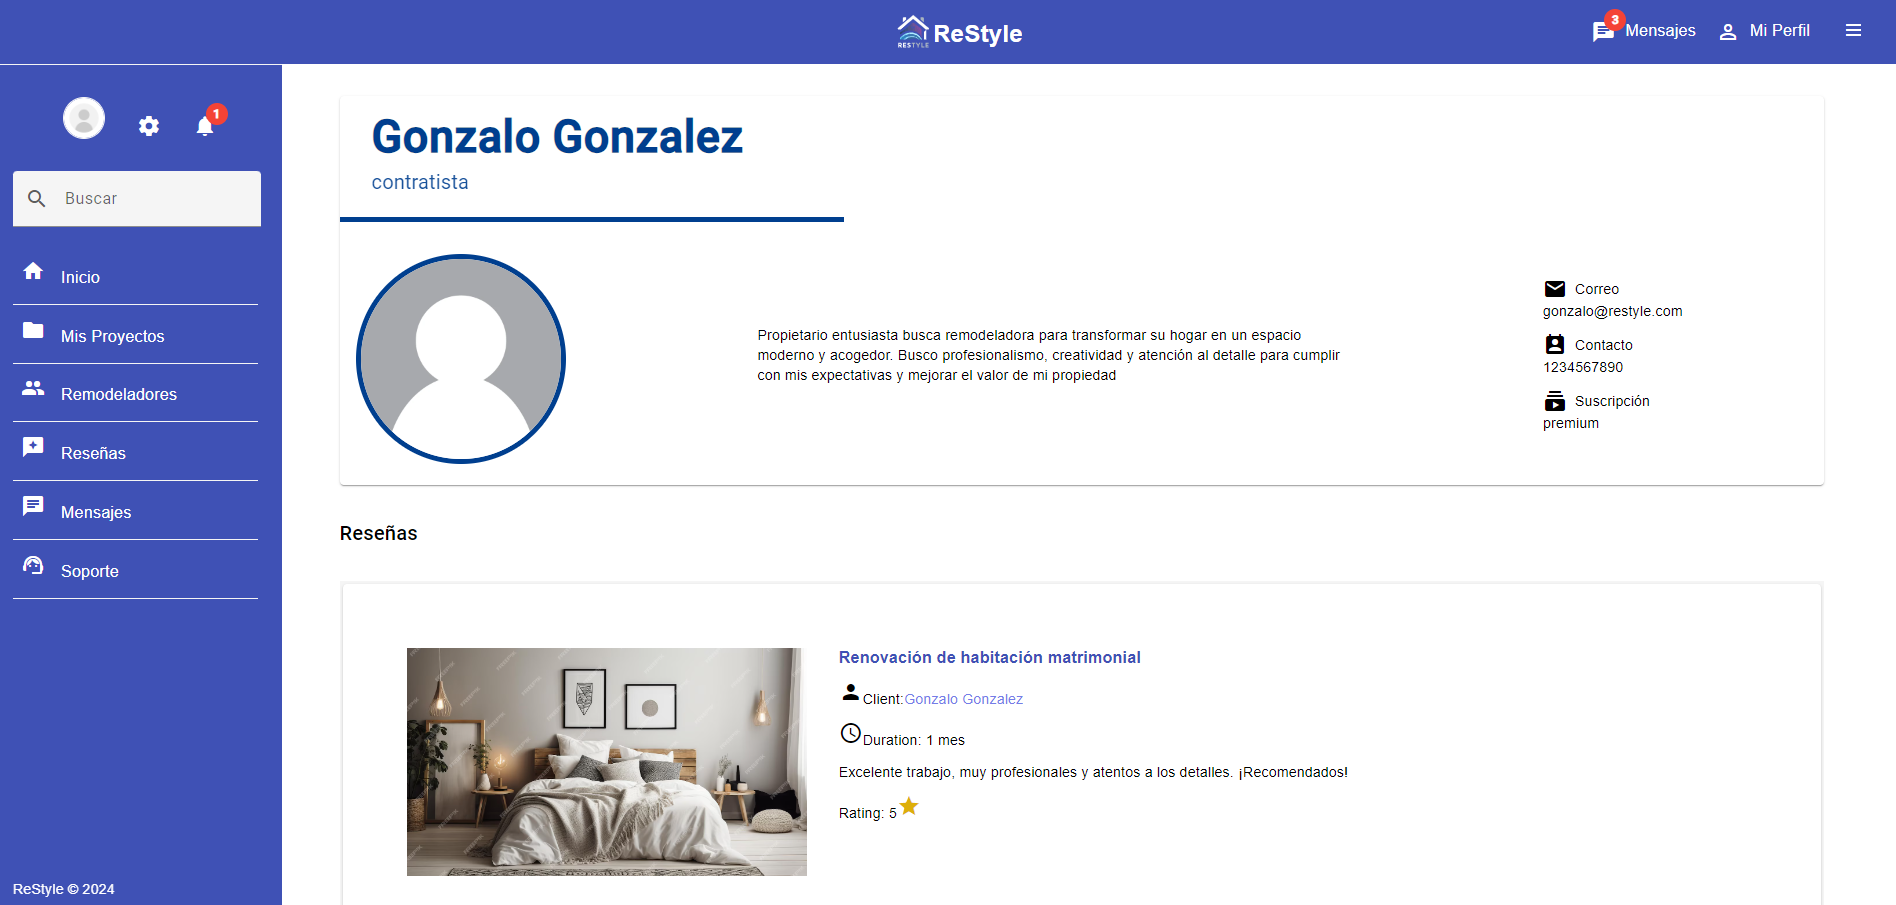 RESTYLE
ReStyle
3
Mensajes
Mi Perfil
1
Buscar
Inicio
Mis Proyectos
Remodeladores
Reseñas
Mensajes
Soporte
ReStyle © 2024
Gonzalo Gonzalez
contratista
Propietario entusiasta busca remodeladora para transformar su hogar en un espacio
moderno y acogedor. Busco profesionalismo, creatividad y atención al detalle para cumplir
con mis expectativas y mejorar el valor de mi propiedad
Correo
gonzalo@restyle.com
Contacto
1234567890
Suscripción
premium
Reseñas
Renovación de habitación matrimonial
Client:Gonzalo Gonzalez
Duration: 1 mes
Excelente trabajo, muy profesionales y atentos a los detalles. ¡Recomendados!
Rating: 5